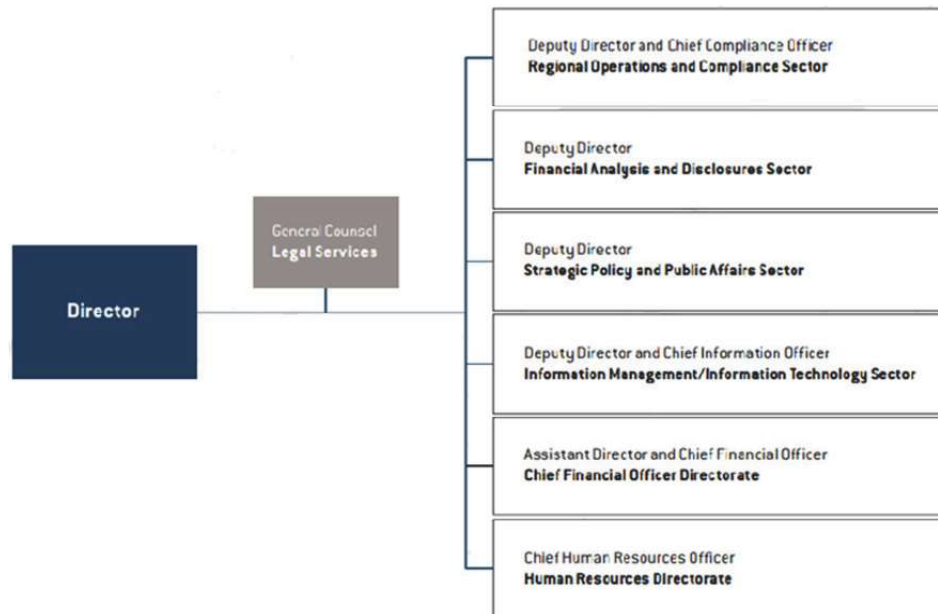 Director
General Counsel
Legal Services
Deputy Director and Chief Compliance Officer
Regional Operations and Compliance Sector
Deputy Director
Financial Analysis and Disclosures Sector
Deputy Director
Strategic Policy and Public Affairs Sector
Deputy Director and Chief Information Officer
Information Management/Information Technology Sector
Assistant Director and Chief Financial Officer
Chief Financial Officer Directorate
Chief Human Resources Officer
Human Resources Directorate